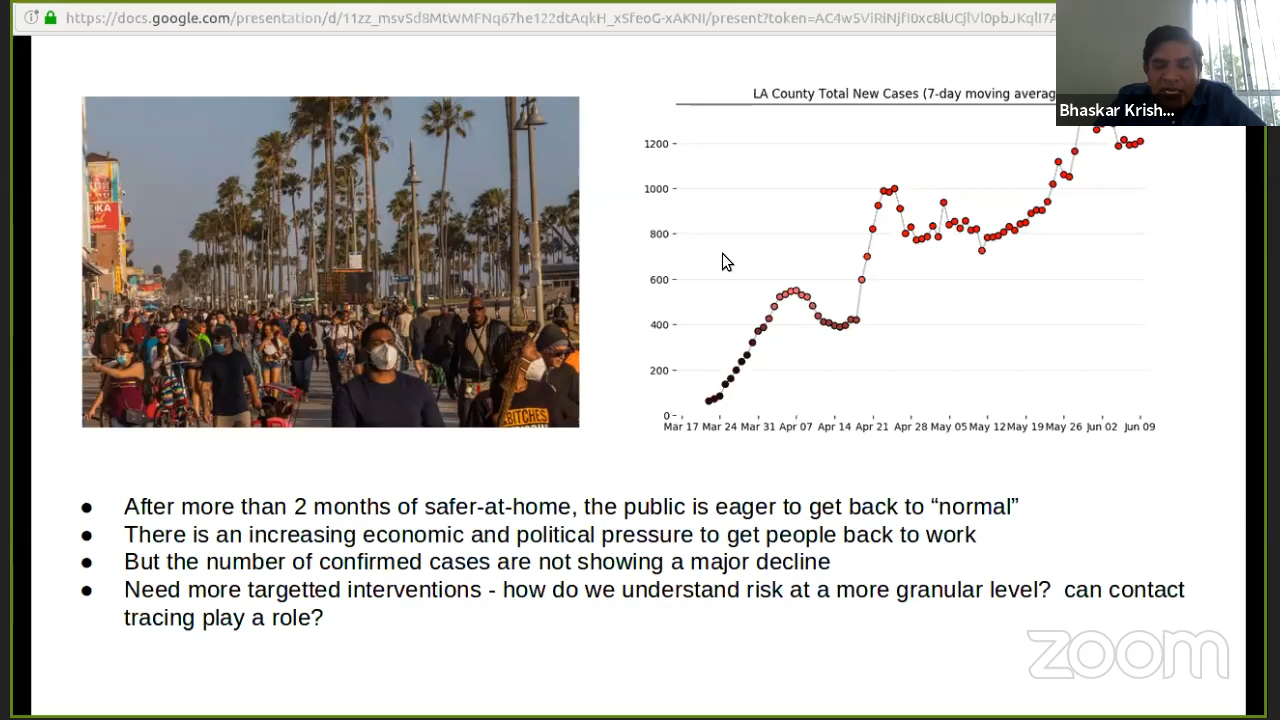 https://docs.google.com/presentation/d/11zz_msvSd8MtWMFNq67he122dtAqkH_xSfeoG-xAKNI/present?token=
LA County Total New Cases (7-day moving averag
Bhaskar Krish...
1200
1000
800
600
400
200
0
Mar 17 Mar 24 Mar 31 Apr 07 Apr 14 Apr 21 Apr 28 May 05 May 12 May 19 May 26 Jun 02 Jun 09
BITCHES
● After more than 2 months of safer-at-home, the public is eager to get back to “normal”
● There is an increasing economic and political pressure to get people back to work
● But the number of confirmed cases are not showing a major decline
● Need more targetted interventions - how do we understand risk at a more granular level? can contact
tracing play a role?
zoom